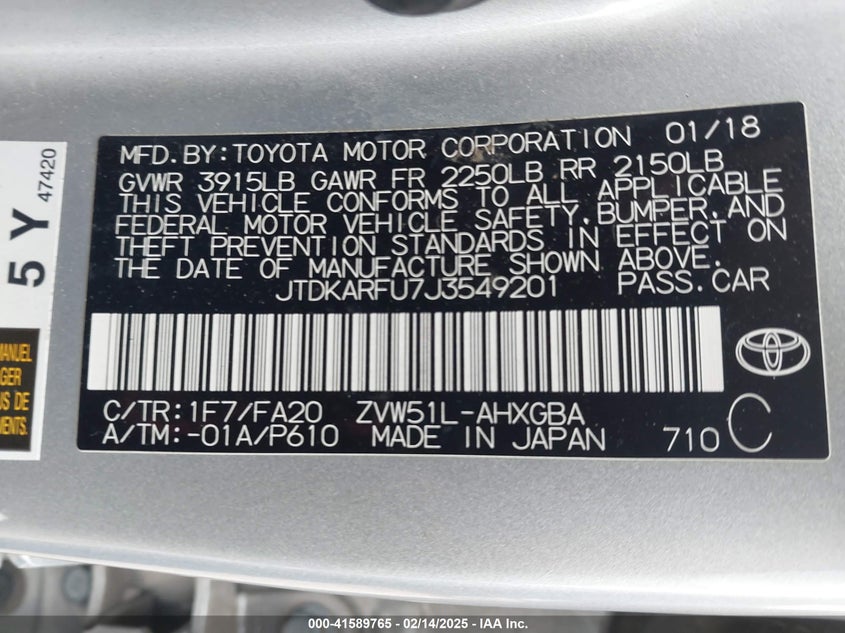 MFD.BY:TOYOTA MOTOR CORPORATION 01/18
GVWR 3915LB GAWR FR 2250LB RR 2150LB
THIS VEHICLE CONFORMS TO ALL APPLICABLE
FEDERAL MOTOR VEHICLE SAFETY,BUMPER,AND
THEFT PREVENTION STANDARDS IN EFFECT ON
THE DATE OF MANUFACTURE SHOWN ABOVE.
JTDKARFU7J3549201 PASS.CAR
C/TR:1F7/FA20 ZVW51L-AHXGBA
A/TM:-01A/P610 MADE IN JAPAN 710 C
5 Y
47420
MANUEL
US DE
000-41589765 - 02/14/2025 - IAA Inc.